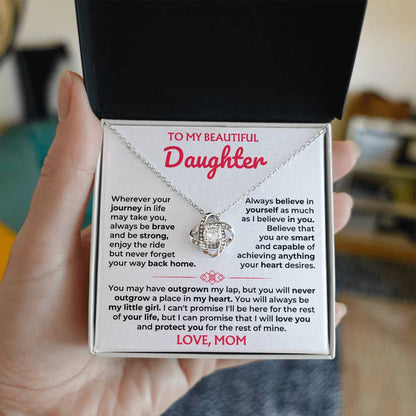 TO MY BEAUTIFUL
Daughter
Wherever your
journey in life
may take you,
always be brave
and be strong,
enjoy the ride
but never forget
your way back home.
Always believe in
yourself as much
as I believe in you.
Believe that
you are smart
and capable of
achieving anything
your heart desires.
You may have outgrown my lap, but you will never
outgrow a place in my heart. You will always be
my little girl. I can't promise I'll be here for the rest
of your life, but I can promise that I will love you
and protect you for the rest of mine.
LOVE, MOM